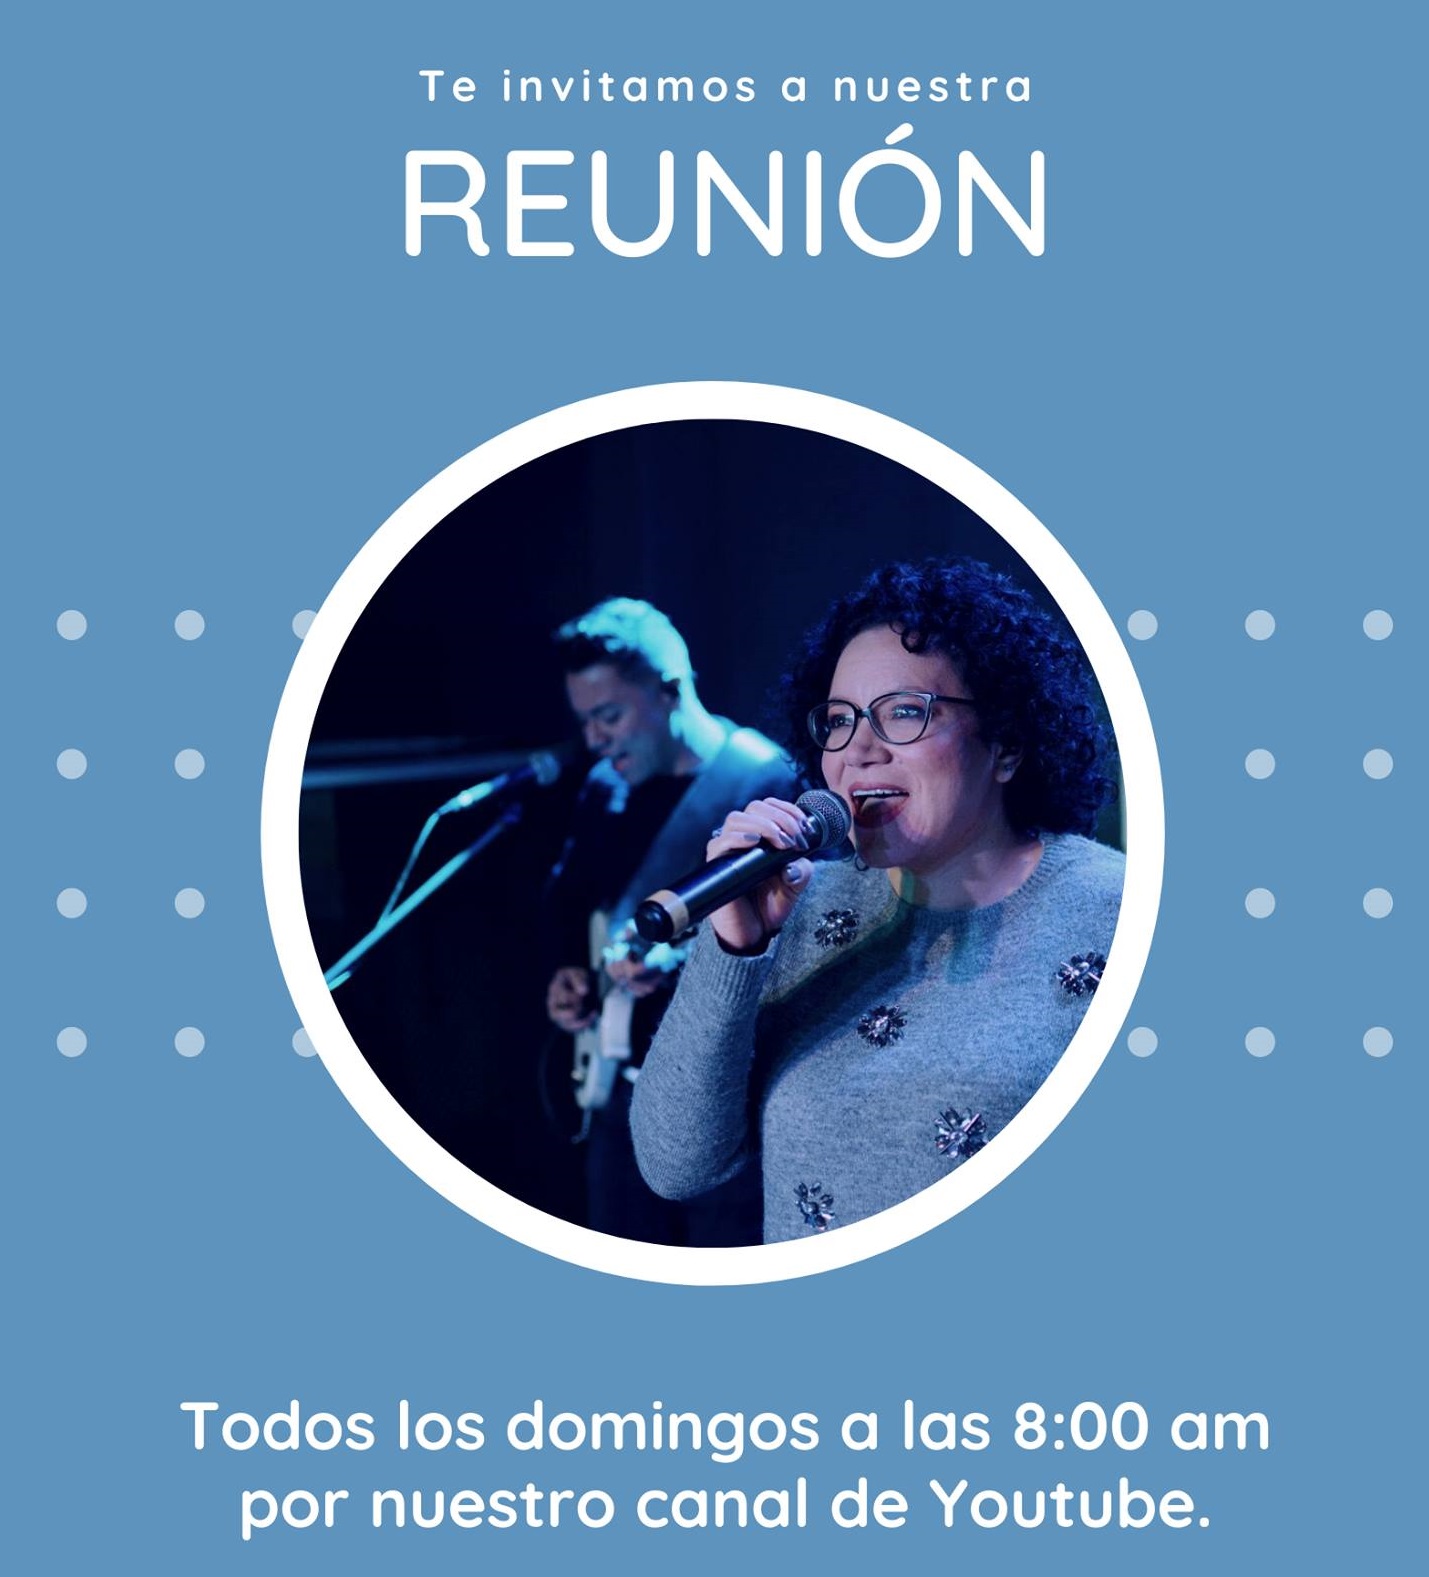 Te invitamos a nuestra
REUNIÓN
Todos los domingos a las 8:00 am
por nuestro canal de Youtube.